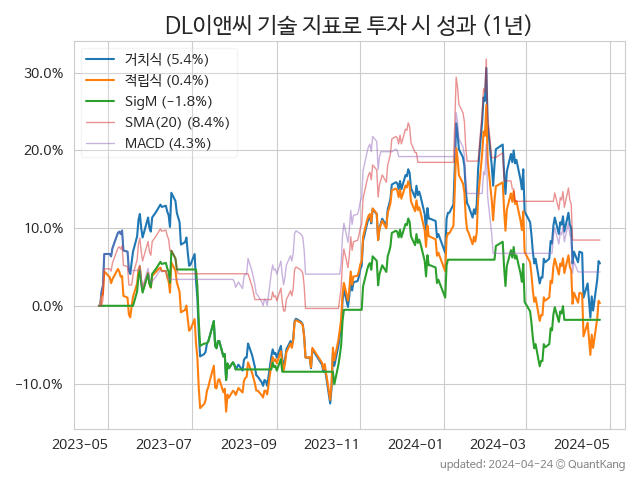 DL이앤씨 기술 지표로 투자 시 성과 (1년)
거치식 (5.4%)
적립식 (0.4%)
SigM (−1.8%)
SMA(20) (8.4%)
MACD (4.3%)
30.0%
20.0%
10.0%
0.0%
−10.0%
2023-05 2023-07 2023-09 2023-11 2024-01 2024-03 2024-05
updated: 2024-04-24 © QuantKang